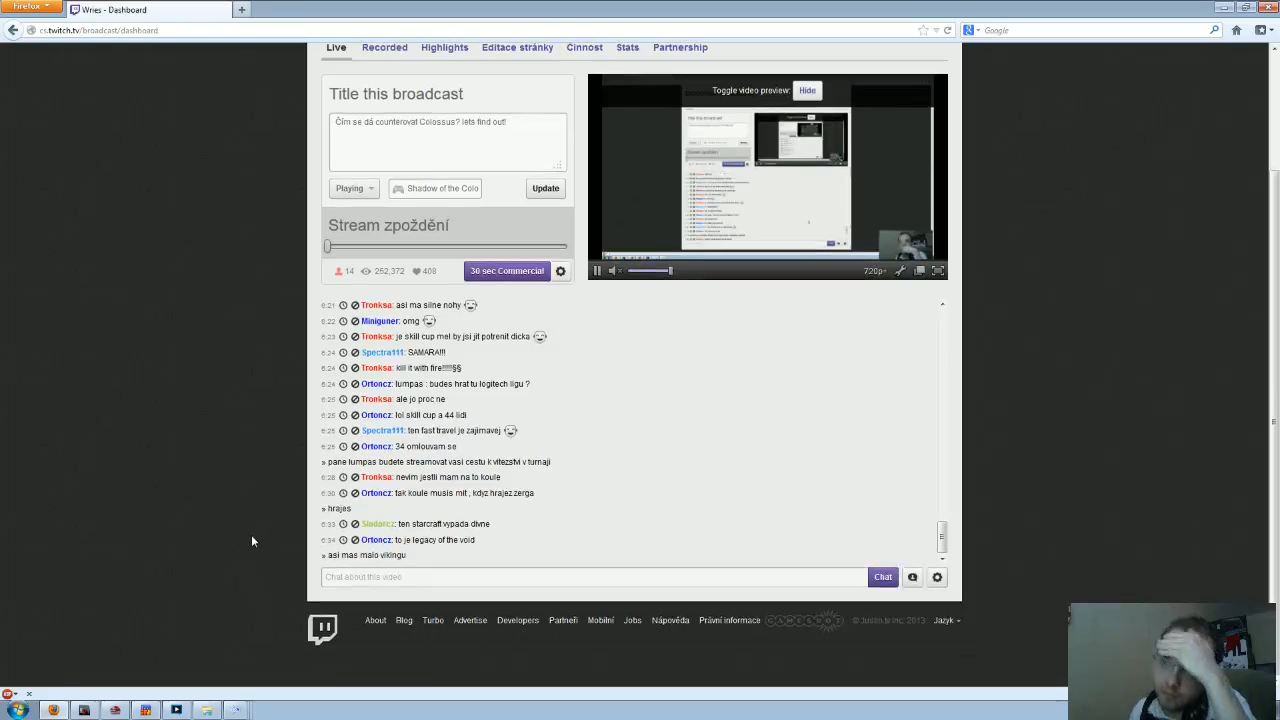 Firefox
Wries - Dashboard
cs.twitch.tv/broadcast/dashboard
Google
Live Recorded Highlights Editace stránky Cinnost Stats Partnership
Title this broadcast
Čím se dá counterovat Colossus? lets find out!
Playing Shadow of the Colo Update
Stream zpoždění
14 252,372 408 30 sec Commercial
Toggle video preview: Hide
720p+
6:21 Tronksa: asi ma silne nohy
6:22 Miniguner: omg
6:23 Tronksa: je skill cup mel by jsi jit potrenit dicka
6:24 Spectra111: SAMARA!!!
6:24 Tronksa: kill it with fire!!!!!§§
6:24 Ortoncz: lumpas : budes hrat tu logitech ligu ?
6:25 Tronksa: ale jo proc ne
6:25 Ortoncz: lol skill cup a 44 lidi
6:25 Spectra111: ten fast travel je zajimavej
6:25 Ortoncz: 34 omlouvam se
» pane lumpas budete streamovat vasi cestu k vitezstvi v turnaji
6:28 Tronksa: nevim jestli mam na to koule
6:30 Ortoncz: tak koule musis mit , kdyz hrajez zerga
» hrajes
6:33 Siadarcz: ten starcraft vypada divne
6:34 Ortoncz: to je legacy of the void
» asi mas malo vikingu
Chat about this video Chat
About Blog Turbo Advertise Developers Partneři Mobilní Jobs Nápověda Právní informace GAMESPOT © Justin.tv Inc. 2013 Jazyk